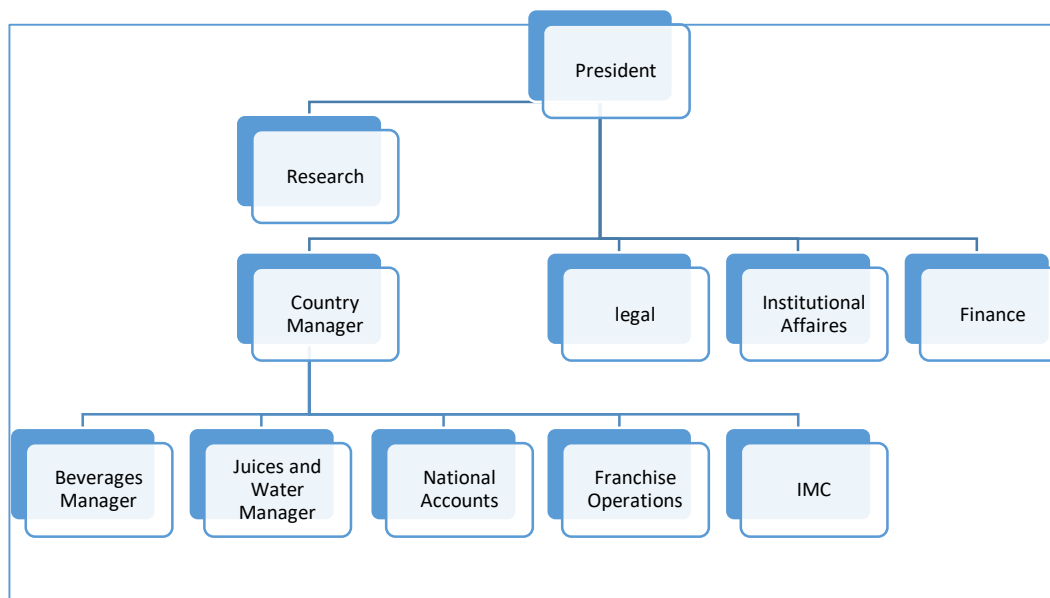 President
Research
Country
Manager
legal
Institutional
Affaires
Finance
Beverages
Manager
Juices and
Water
Manager
National
Accounts
Franchise
Operations
IMC